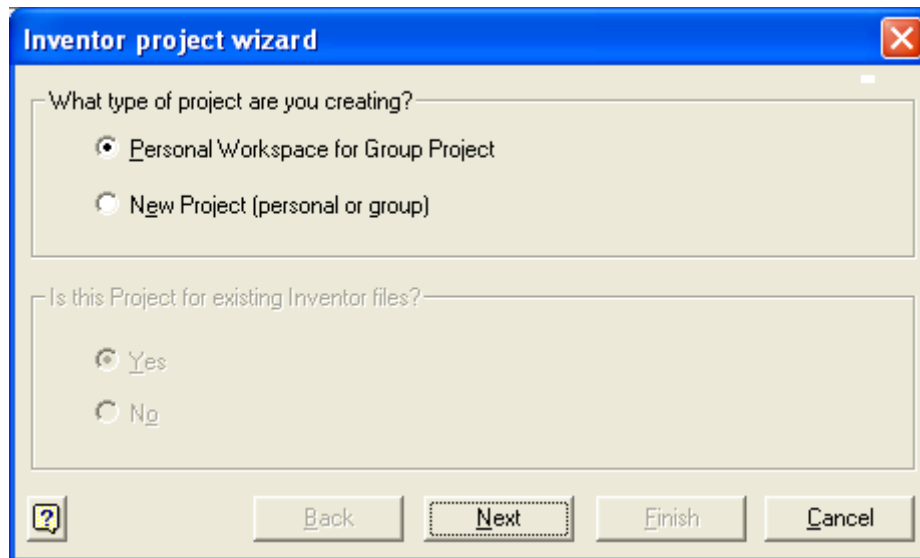 Inventor project wizard
What type of project are you creating?
Personal Workspace for Group Project
New Project (personal or group)
Is this Project for existing Inventor files?
Yes
No
? Back Next Finish Cancel